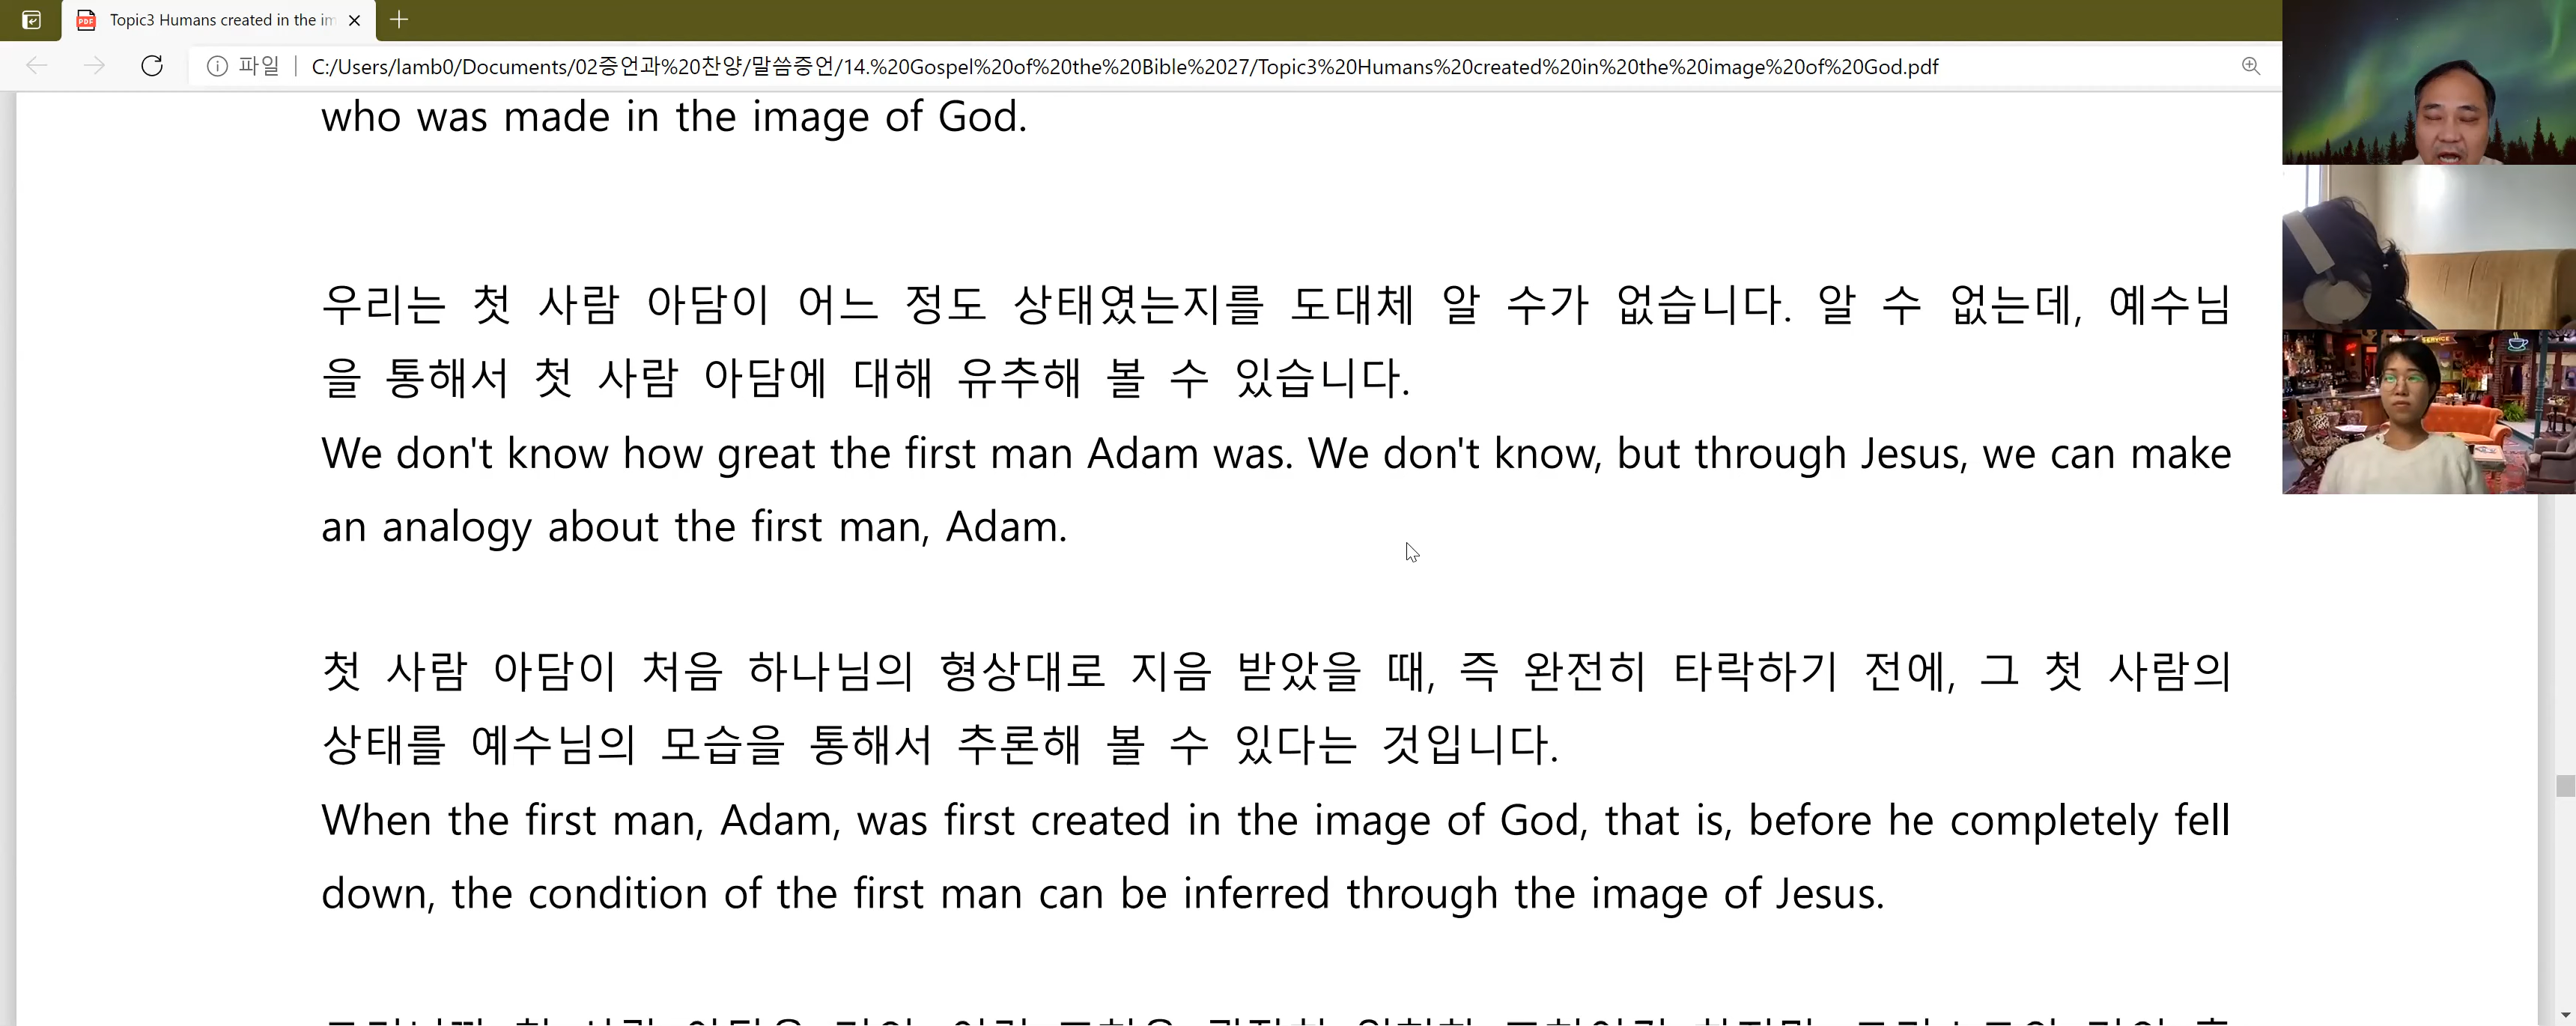 Topic3 Humans created in the im
파일
C:/Users/lamb0/Documents/02증언과%20찬양/말씀증언/14.%20Gospel%20of%20the%20Bible%2027/Topic3%20Humans%20created%20in%20the%20image%20of%20God.pdf
who was made in the image of God.
우리는 첫 사람 아담이 어느 정도 상태였는지를 도대체 알 수가 없습니다. 알 수 없는데, 예수님
을 통해서 첫 사람 아담에 대해 유추해 볼 수 있습니다.
We don't know how great the first man Adam was. We don't know, but through Jesus, we can make
an analogy about the first man, Adam.
첫 사람 아담이 처음 하나님의 형상대로 지음 받았을 때, 즉 완전히 타락하기 전에, 그 첫 사람의
상태를 예수님의 모습을 통해서 추론해 볼 수 있다는 것입니다.
When the first man, Adam, was first created in the image of God, that is, before he completely fell
down, the condition of the first man can be inferred through the image of Jesus.
SERVICE